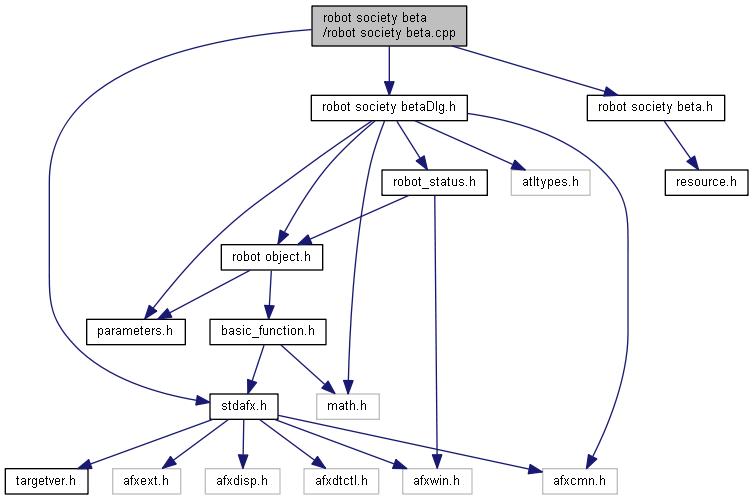 robot society beta
/robot society beta.cpp
robot society betaDlg.h
robot society beta.h
robot_status.h
atltypes.h
resource.h
robot object.h
parameters.h
basic_function.h
stdafx.h
math.h
targetver.h
afxext.h
afxdisp.h
afxdtctl.h
afxwin.h
afxcmn.h